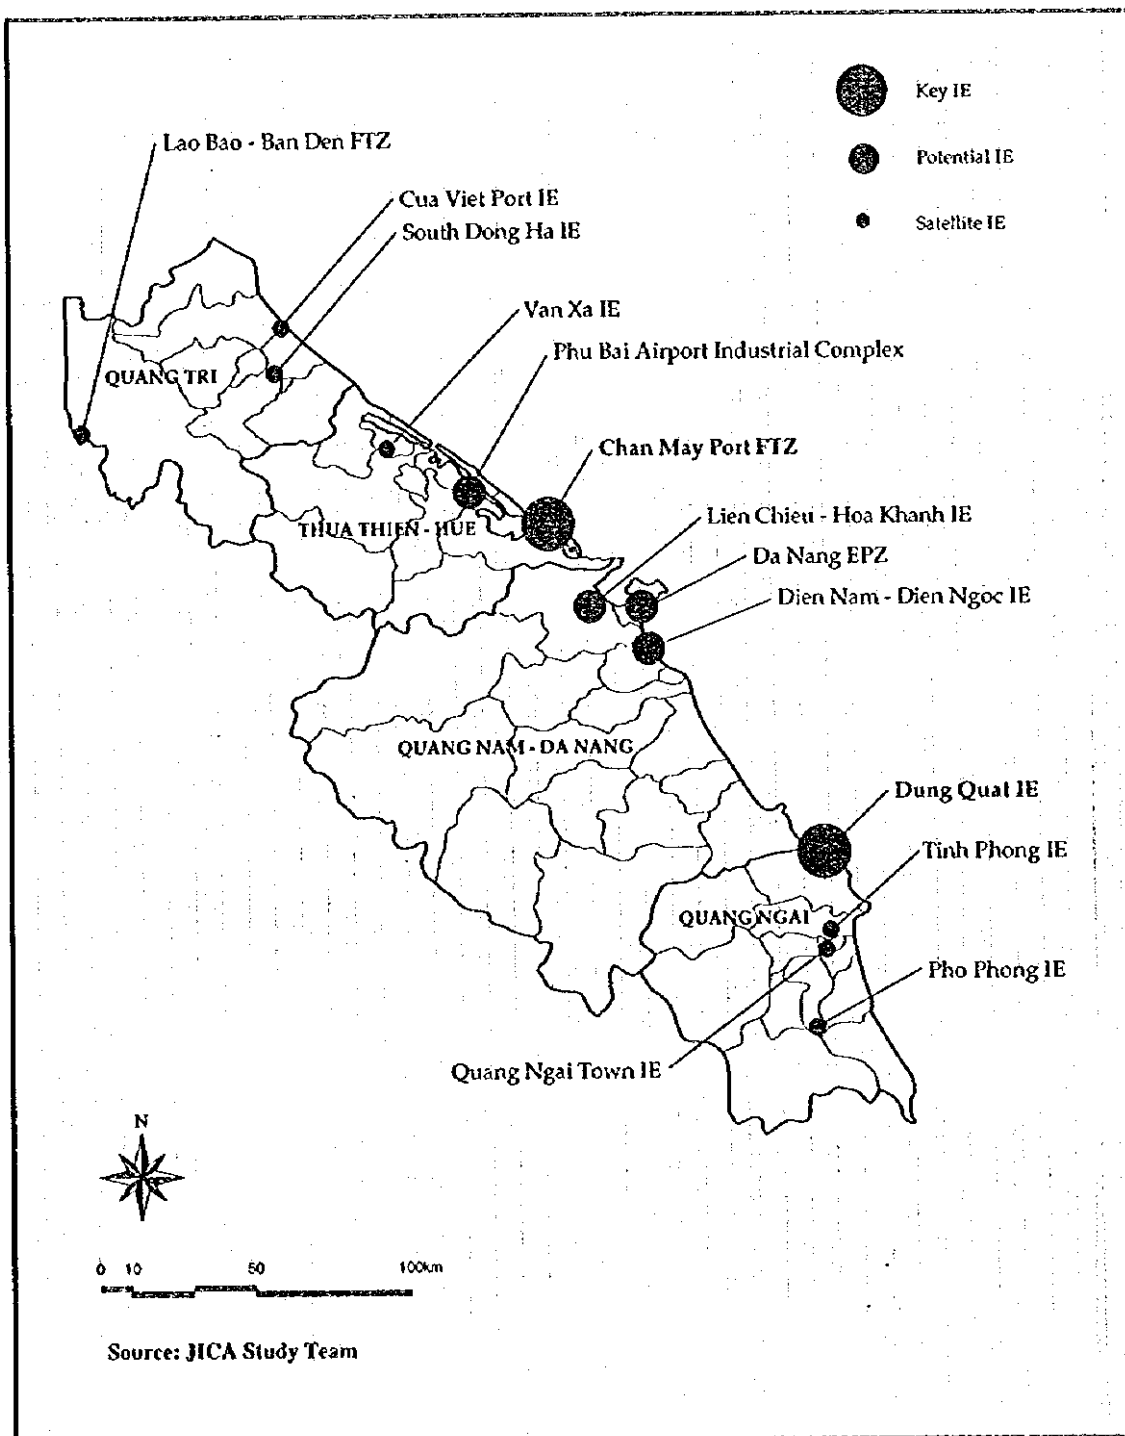 Key IE
Potential IE
Satellite IE
Lao Bao - Ban Den FTZ
Cua Viet Port IE
South Dong Ha IE
Van Xa IE
Phu Bai Airport Industrial Complex
QUANG TRI
Chan May Port FTZ
Lien Chieu - Hoa Khanh IE
THUA THIEN - HUE
Da Nang EPZ
Dien Nam - Dien Ngoc IE
QUANG NAM - DA NANG
Dung Quat IE
Tinh Phong IE
QUANG NGAI
Pho Phong IE
Quang Ngai Town IE
N
0 10 50 100km
Source: JICA Study Team